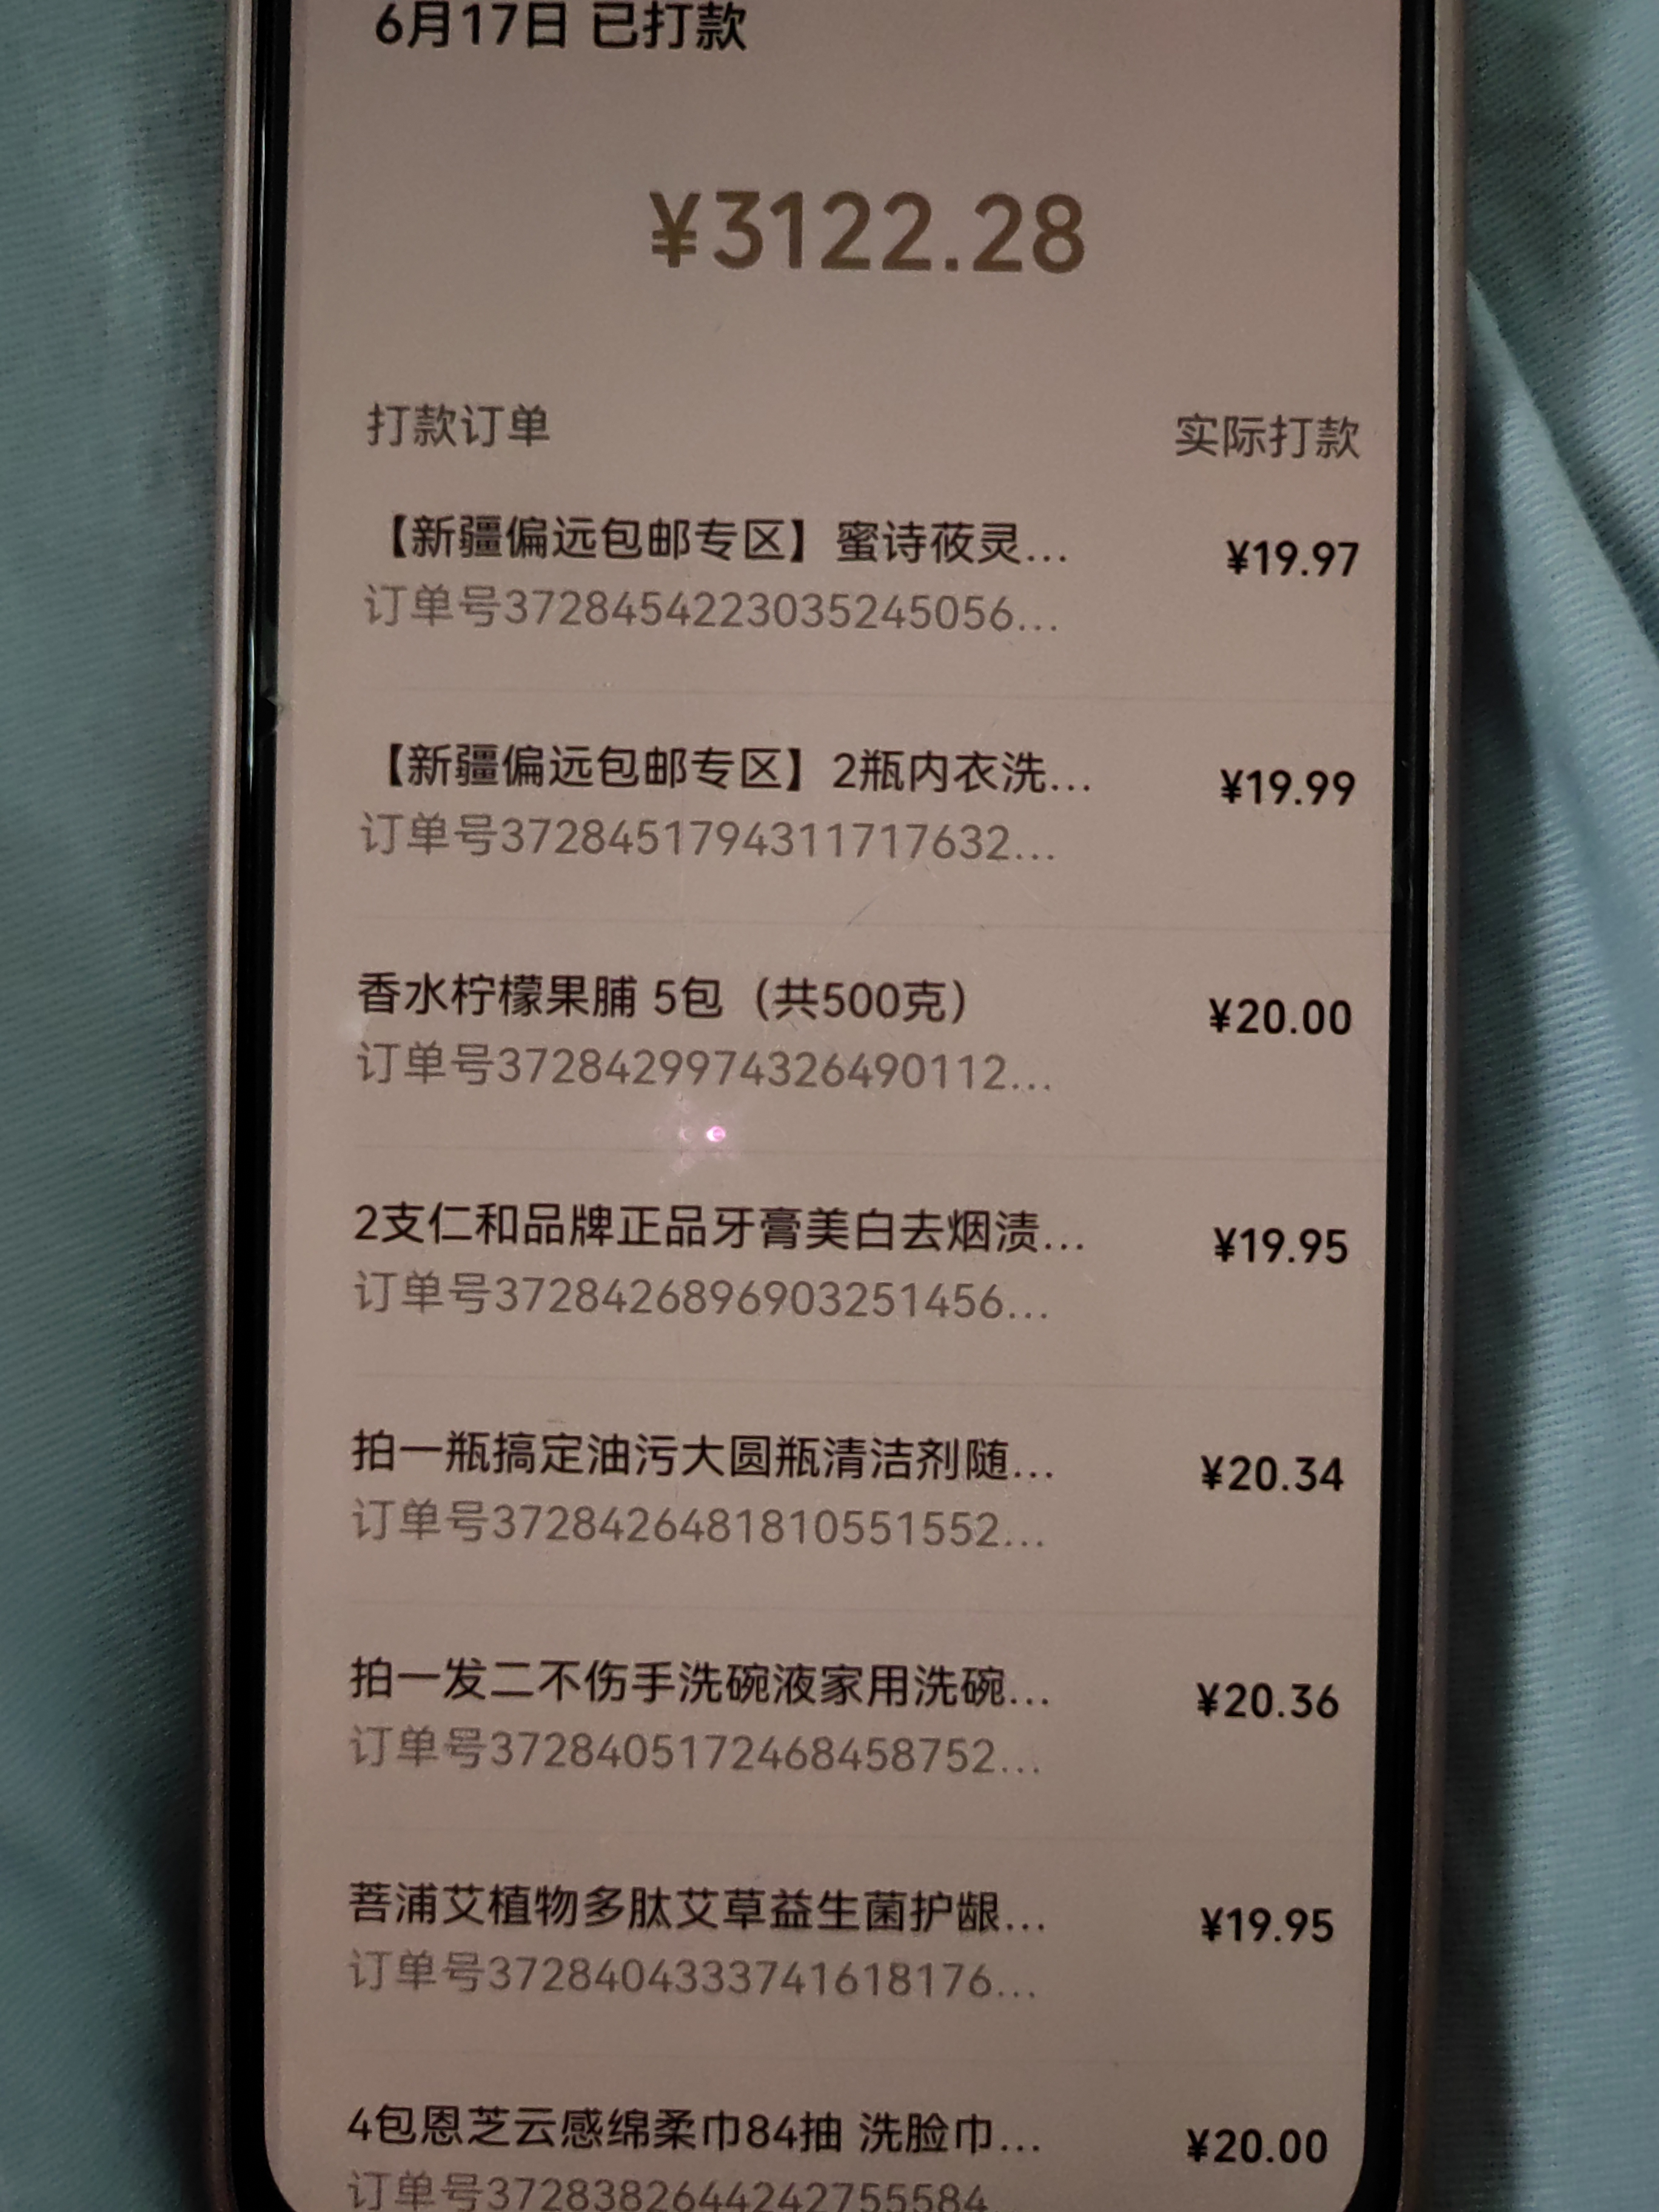 6月17日 已打款
¥3122.28
打款订单 实际打款
【新疆偏远包邮专区】蜜诗莜灵... ¥19.97
订单号3728454223035245056...
【新疆偏远包邮专区】2瓶内衣洗... ¥19.99
订单号3728451794311717632...
香水柠檬果脯 5包（共500克） ¥20.00
订单号3728429974326490112...
2支仁和品牌正品牙膏美白去烟渍... ¥19.95
订单号3728426896903251456...
拍一瓶搞定油污大圆瓶清洁剂随... ¥20.34
订单号3728426481810551552...
拍一发二不伤手洗碗液家用洗碗... ¥20.36
订单号3728405172468458752...
菩浦艾植物多肽艾草益生菌护龈... ¥19.95
订单号3728404333741618176...
4包恩芝云感绵柔巾84抽 洗脸巾... ¥20.00
订单号3728382644242755584